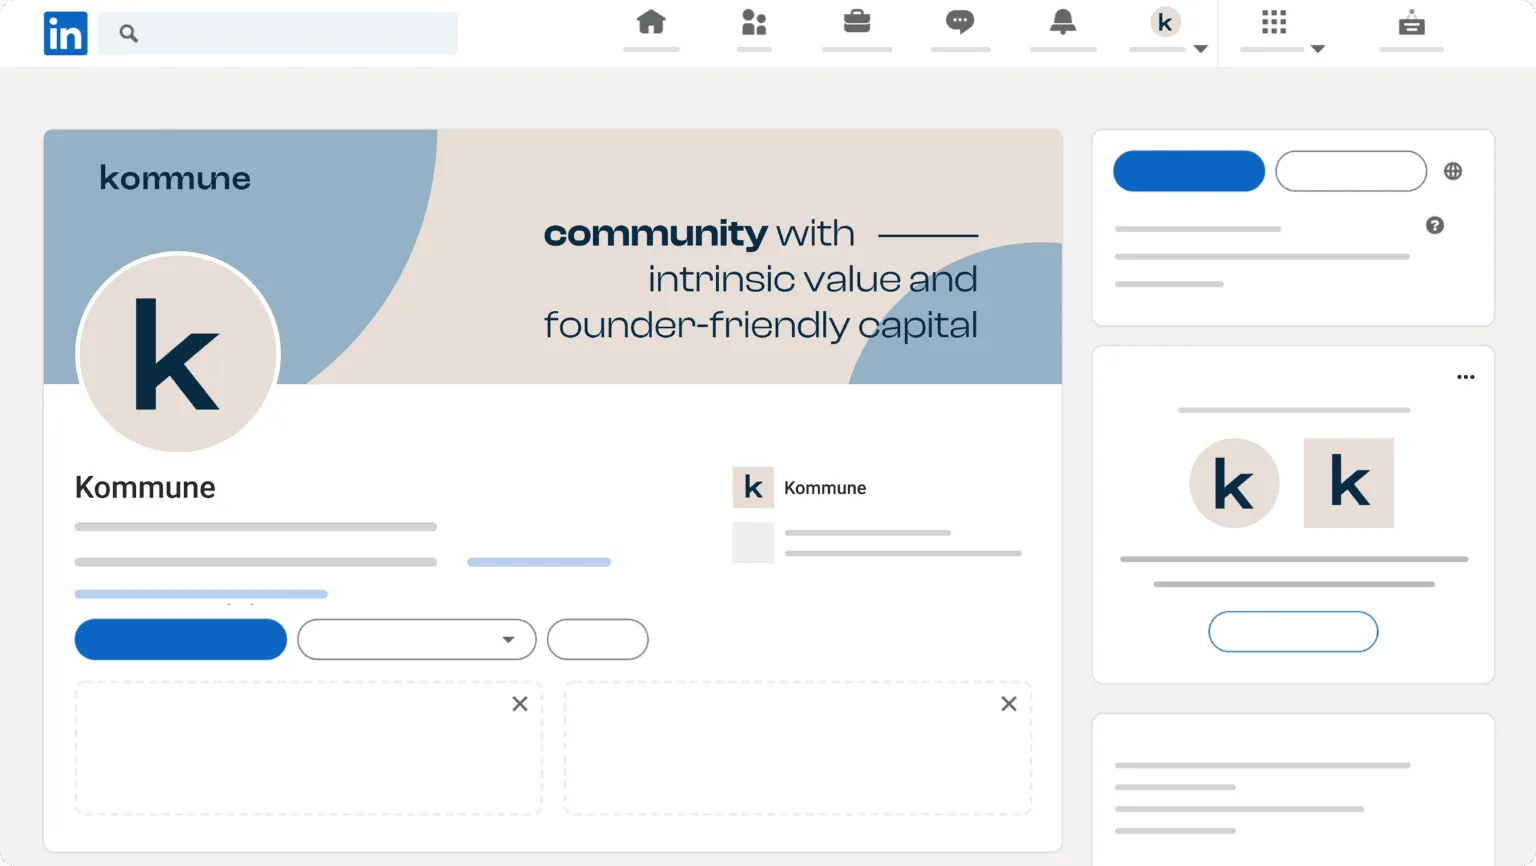 in
k
kommune
community with
intrinsic value and
founder-friendly capital
k
Kommune
k Kommune
k k